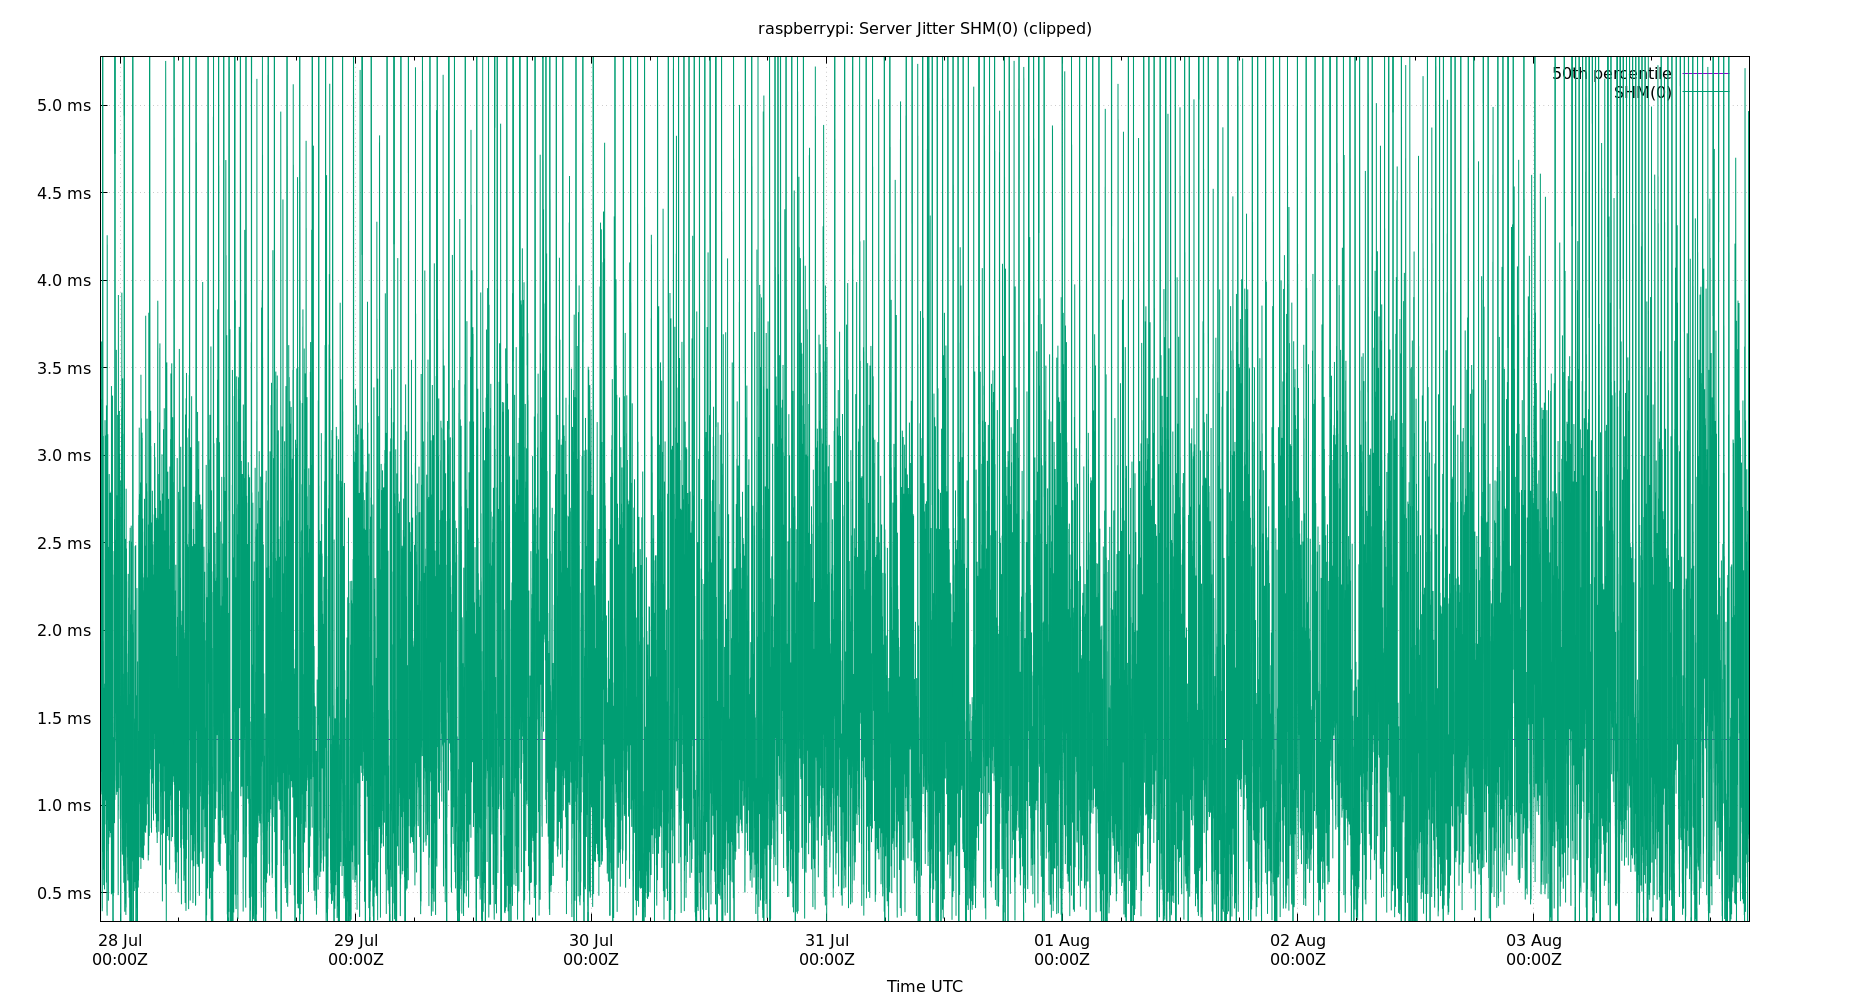 raspberrypi: Server Jitter SHM(0) (clipped)
50th percentile
SHM(0)
5.0 ms
4.5 ms
4.0 ms
3.5 ms
3.0 ms
2.5 ms
2.0 ms
1.5 ms
1.0 ms
0.5 ms
28 Jul 29 Jul 30 Jul 31 Jul 01 Aug 02 Aug 03 Aug
00:00Z 00:00Z 00:00Z 00:00Z 00:00Z 00:00Z 00:00Z
Time UTC